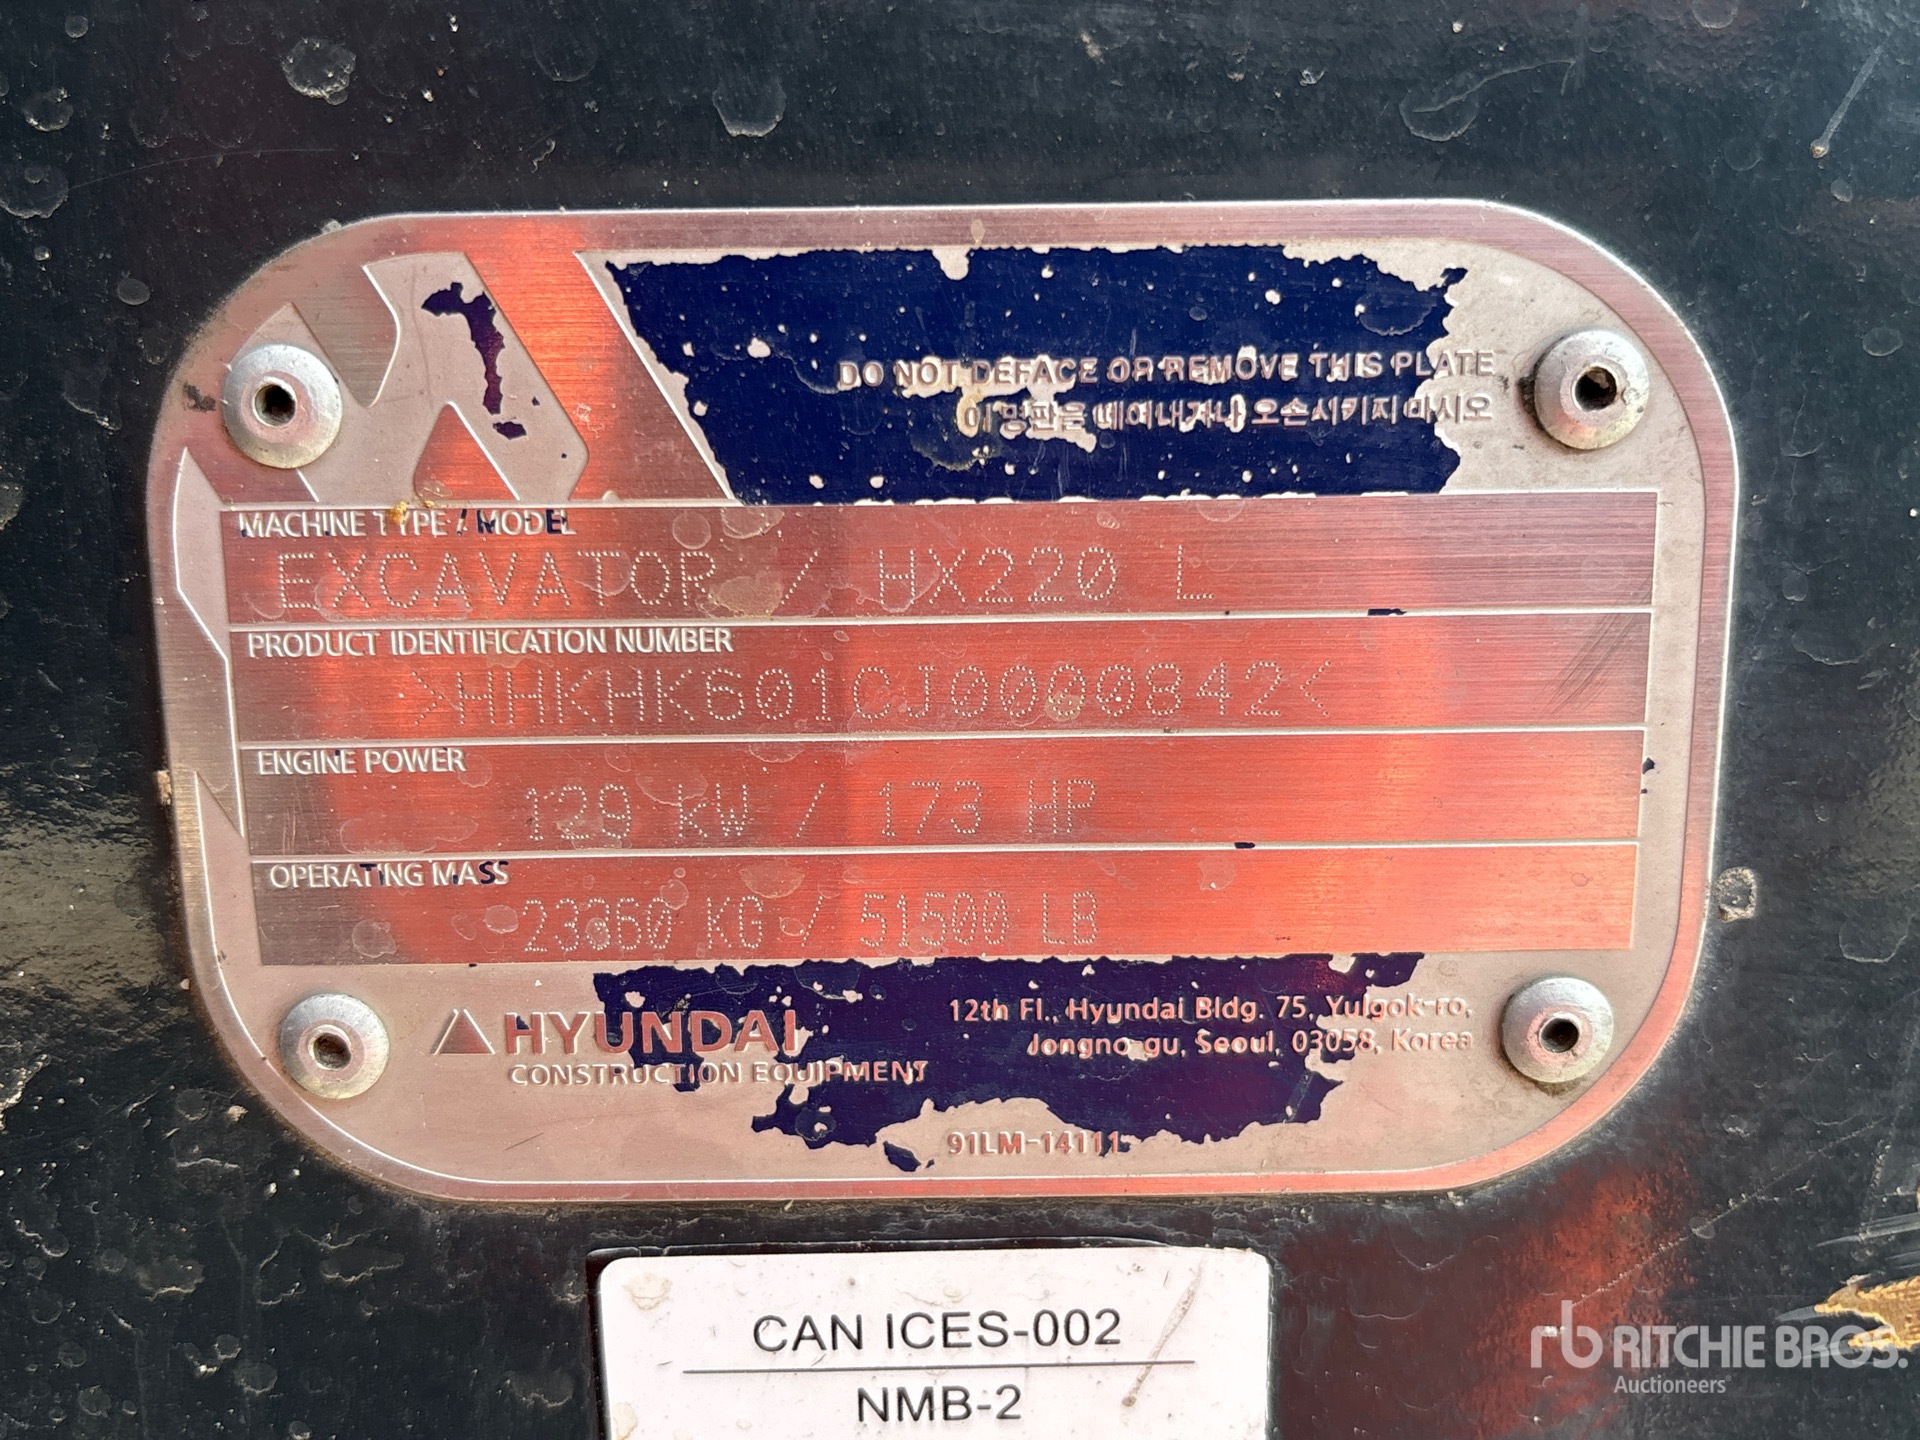 DO NOT DEFACE OR REMOVE THIS PLATE
이 명판을 떼어내거나 오손시키지 마시오
MACHINE TYPE / MODEL
EXCAVATOR / HX220 L
PRODUCT IDENTIFICATION NUMBER
>HHKHK601CJ0000842<
ENGINE POWER
129 KW / 173 HP
OPERATING MASS
23360 KG / 51500 LB
HYUNDAI
CONSTRUCTION EQUIPMENT
12th Fl., Hyundai Bldg. 75, Yulgok-ro,
Jongno-gu, Seoul, 03058, Korea
91LM-14111
CAN ICES-002
NMB-2
rb RITCHIE BROS.
Auctioneers